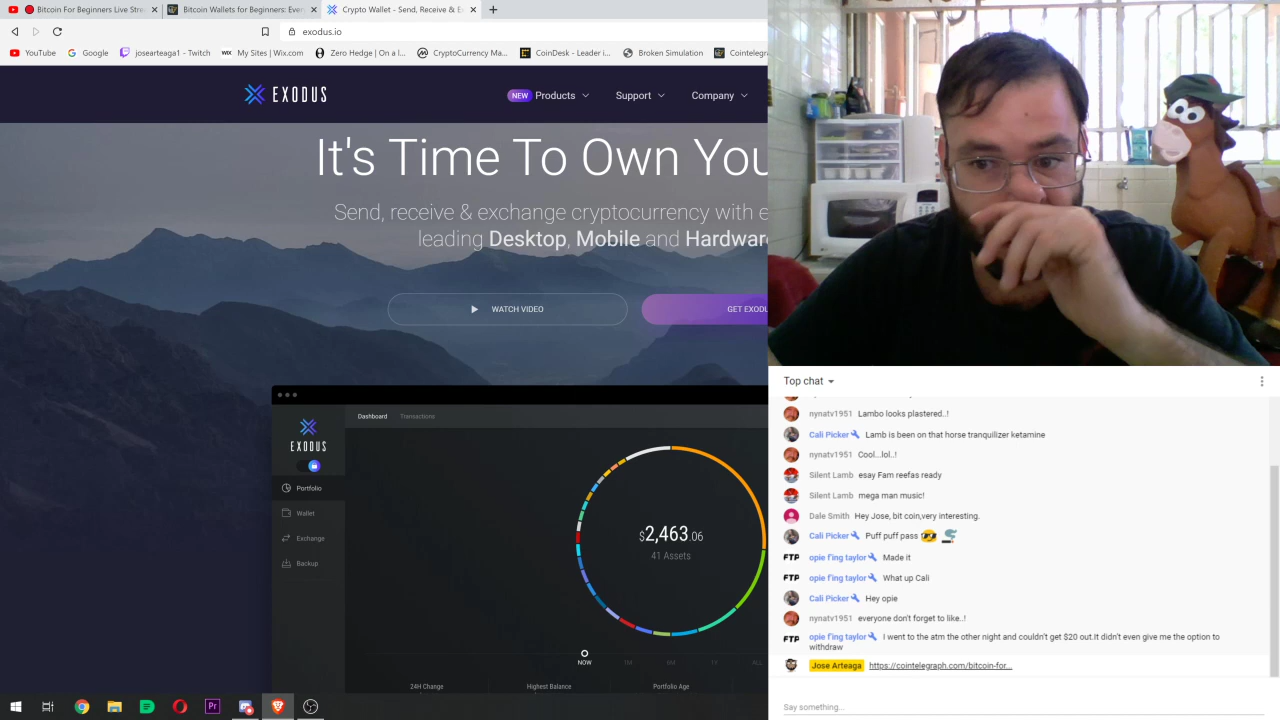 Bitcoin For Beginners Live Stre
Bitcoin Wallets for Beginners: Ever
Crypto Wallet - Send, Receive & Ex
exodus.io
YouTube
Google
josearteaga1 - Twitch
WIX
My Sites | Wix.com
Zero Hedge | On a l...
CryptoCurrency Ma...
CoinDesk - Leader i...
Broken Simulation
Cointeleg
EXODUS
NEW
Products
Support
Company
It's Time To Own You
Send, receive & exchange cryptocurrency with e
leading Desktop, Mobile and Hardwar
WATCH VIDEO
GET EXODU
EXODUS
Dashboard
Transactions
Portfolio
Wallet
Exchange
Backup
$2,463.06
41 Assets
NOW
1M
6M
1Y
ALL
24H Change
Highest Balance
Portfolio Age
Pr
Top chat
nynatv1951 Lambo looks plastered..!
Cali Picker Lamb is been on that horse tranquilizer ketamine
nynatv1951 Cool...lol..!
Silent Lamb esay Fam reefas ready
Silent Lamb mega man music!
Dale Smith Hey Jose, bit coin,very interesting.
Cali Picker Puff puff pass
FTP opie f'ing taylor Made it
FTP opie f'ing taylor What up Cali
Cali Picker Hey opie
nynatv1951 everyone don't forget to like..!
FTP opie f'ing taylor I went to the atm the other night and couldn't get $20 out.It didn't even give me the option to
withdraw
Jose Arteaga https://cointelegraph.com/bitcoin-for...
Say something...